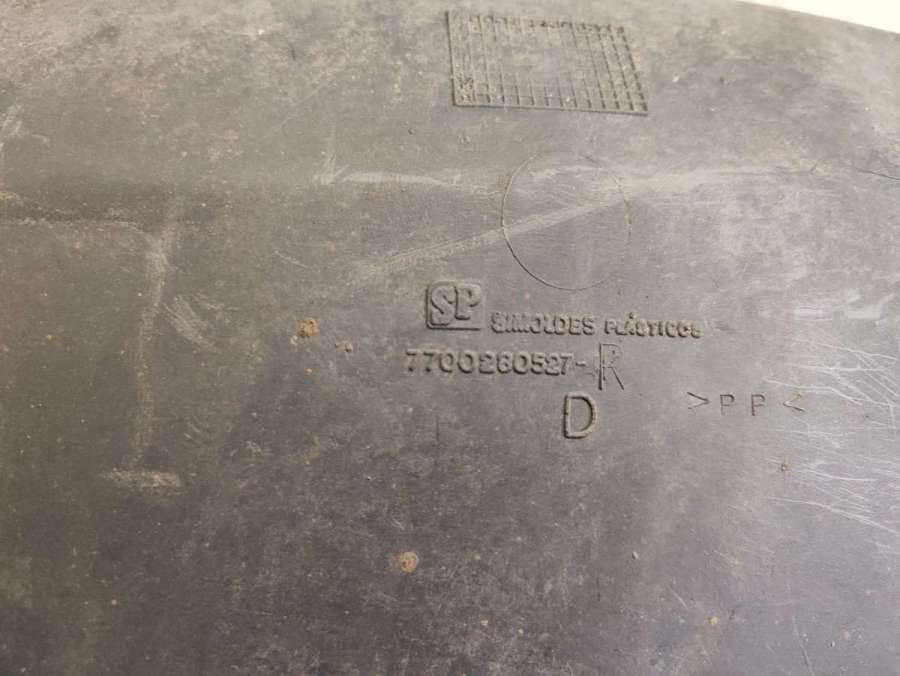 SP
SIMOLDES PLÁSTICOS
7700260527-R
D
>PP<